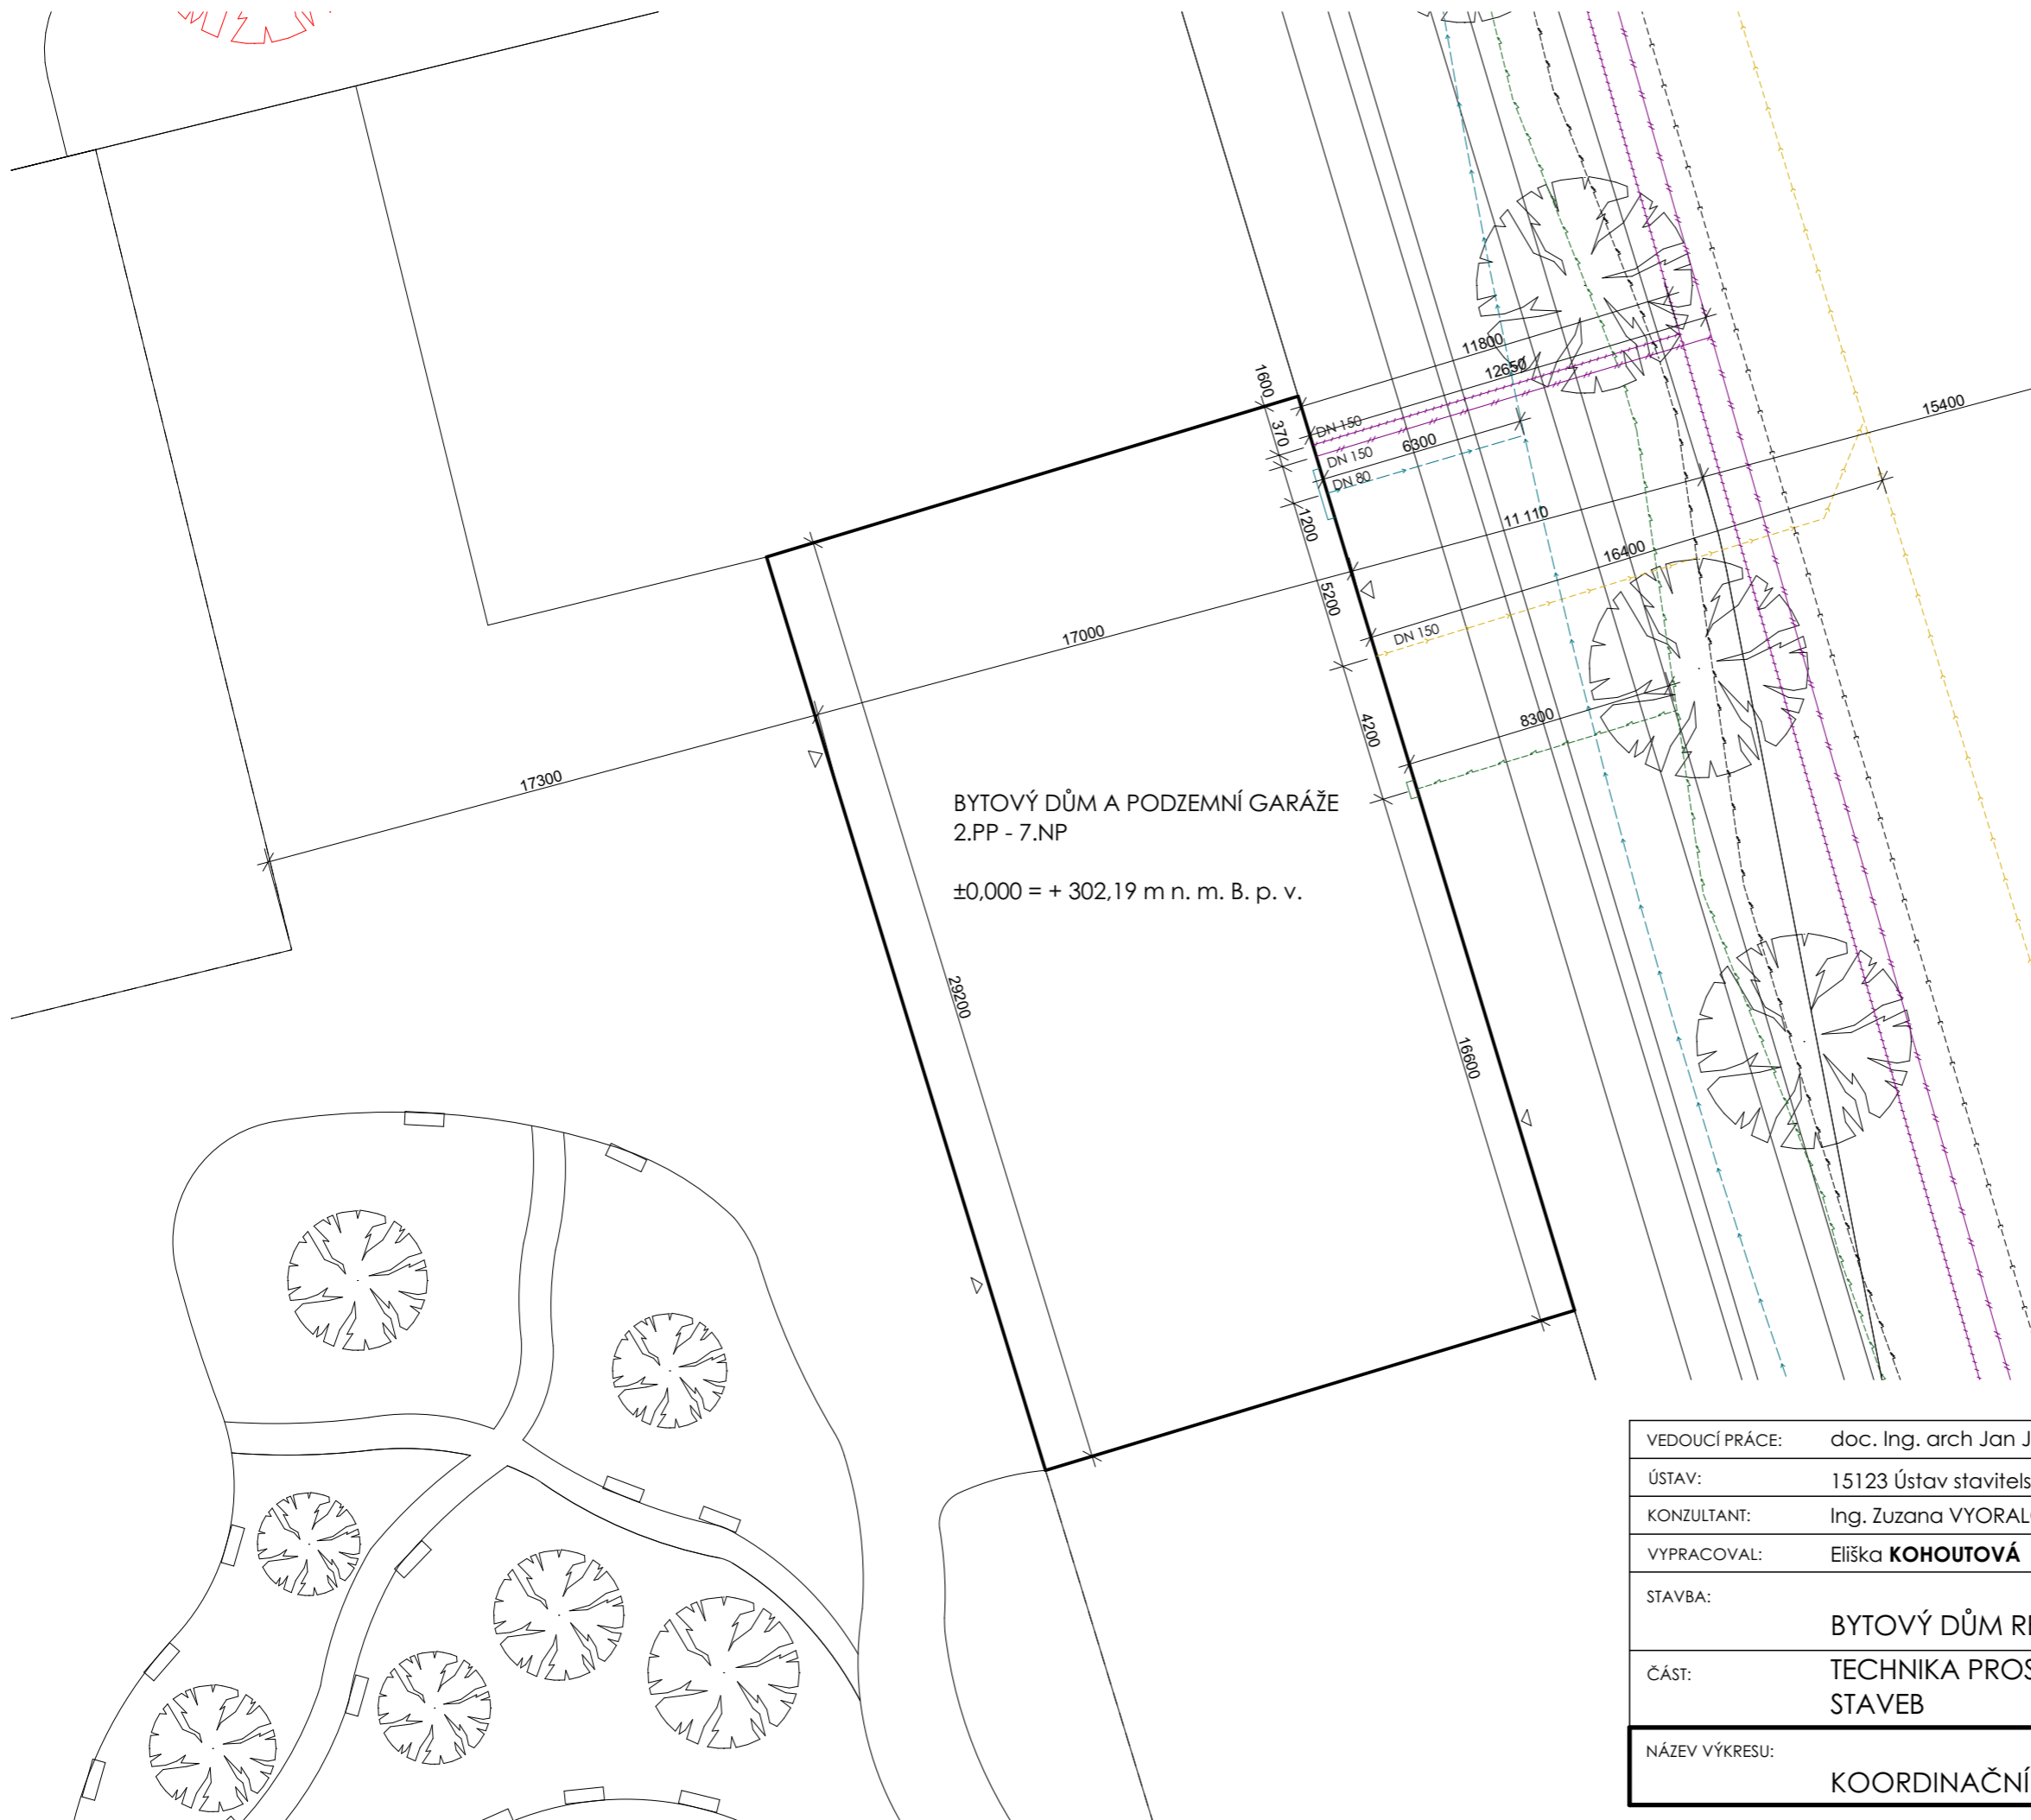 11800
12650
1600
370
DN 150
DN 150
6300
DN 80
15400
1200
11 110
16400
5200
17000
DN 150
4200
8300
17300
BYTOVÝ DŮM A PODZEMNÍ GARÁŽE
2.PP - 7.NP
±0,000 = + 302,19 m n. m. B. p. v.
29200
16600
VEDOUCÍ PRÁCE: doc. Ing. arch Jan
ÚSTAV: 15123 Ústav
KONZULTANT: Ing. Zuzana
VYPRACOVAL: Eliška KOHOUTOVÁ
STAVBA:
BYTOVÝ DŮM
ČÁST: TECHNIKA
STAVEB
NÁZEV VÝKRESU:
KOORDINAČNÍ